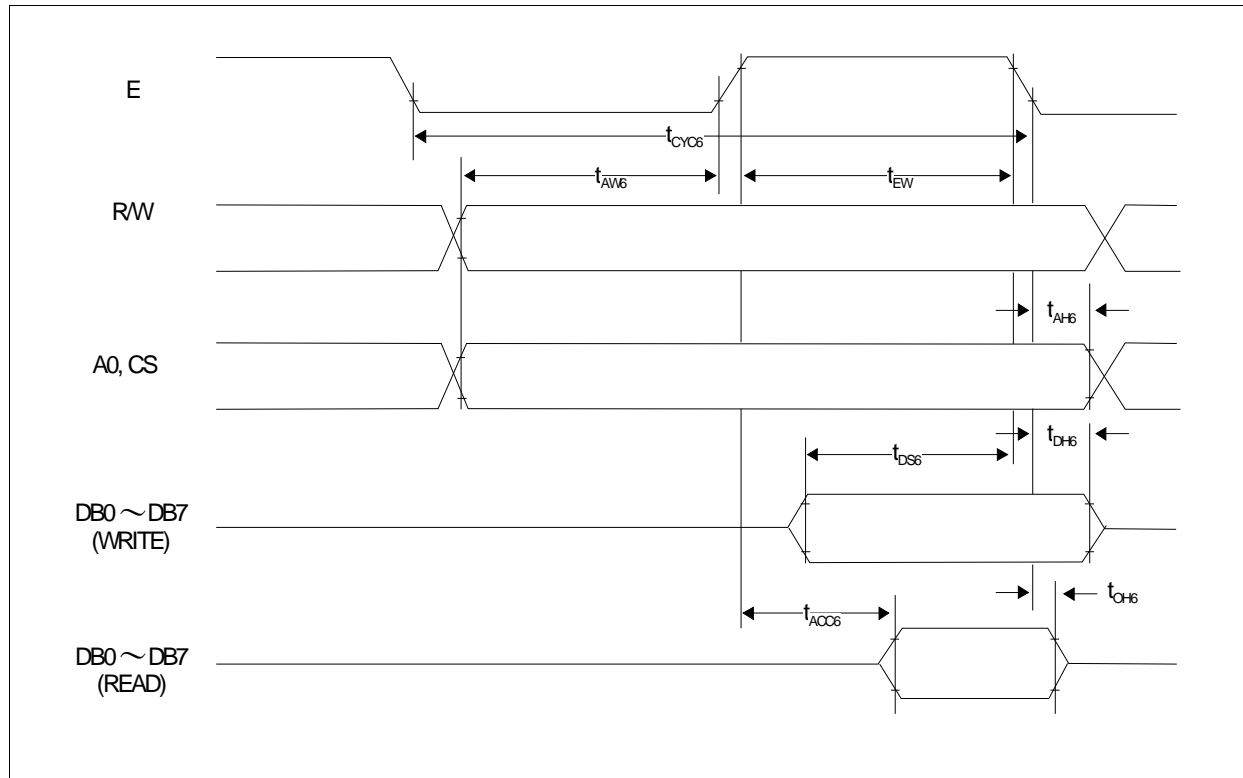 E
tCYC6
tAW6
tEW
R/W
tAH6
A0, CS
tDH6
tDS6
DB0～DB7
(WRITE)
tOH6
tACC6
DB0～DB7
(READ)